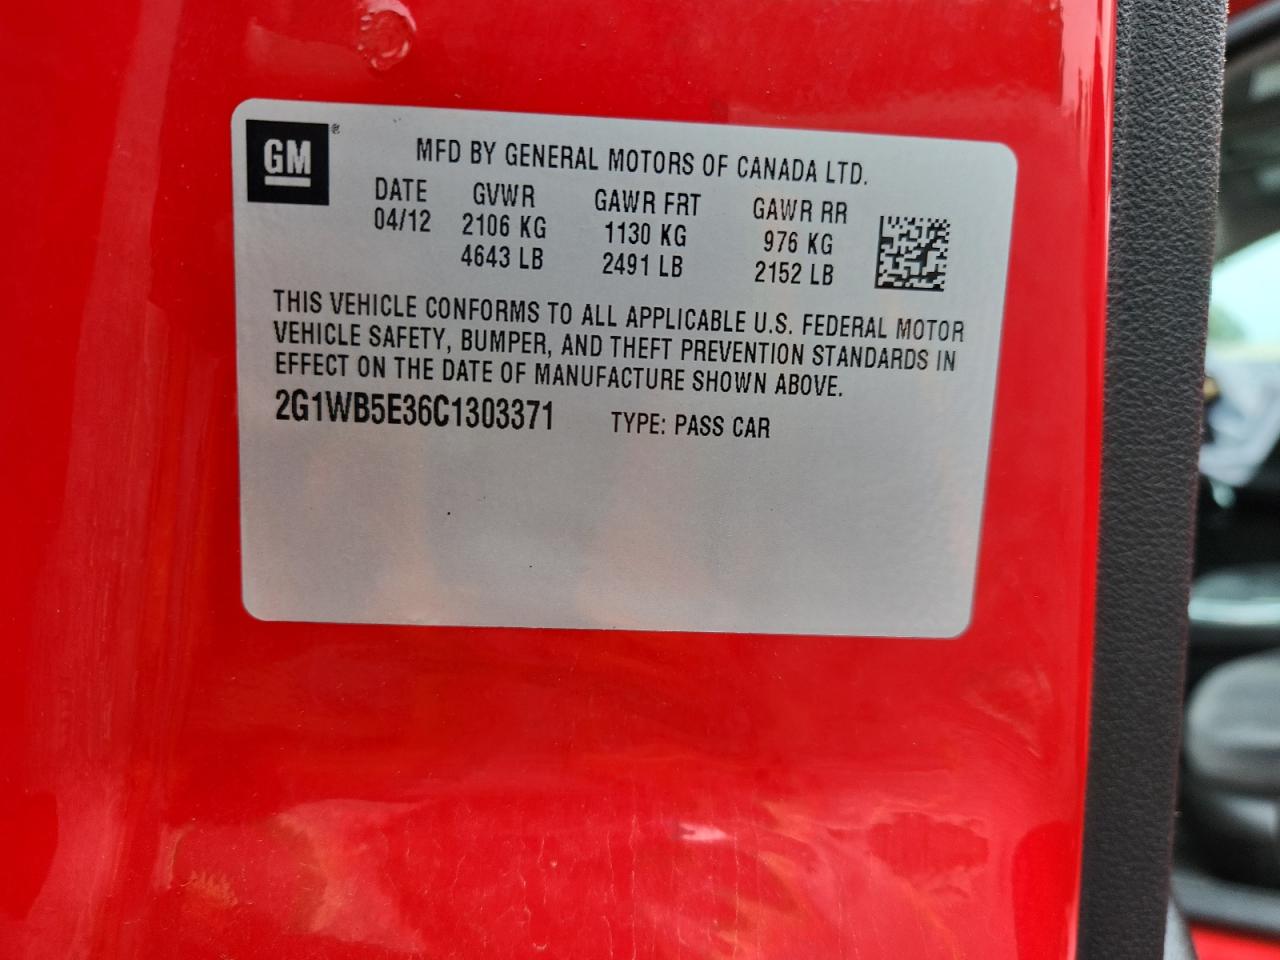 GM®
MFD BY GENERAL MOTORS OF CANADA LTD.
DATE GVWR GAWR FRT GAWR RR
04/12 2106 KG 1130 KG 976 KG
4643 LB 2491 LB 2152 LB
THIS VEHICLE CONFORMS TO ALL APPLICABLE U.S. FEDERAL MOTOR
VEHICLE SAFETY, BUMPER, AND THEFT PREVENTION STANDARDS IN
EFFECT ON THE DATE OF MANUFACTURE SHOWN ABOVE.
2G1WB5E36C1303371 TYPE: PASS CAR